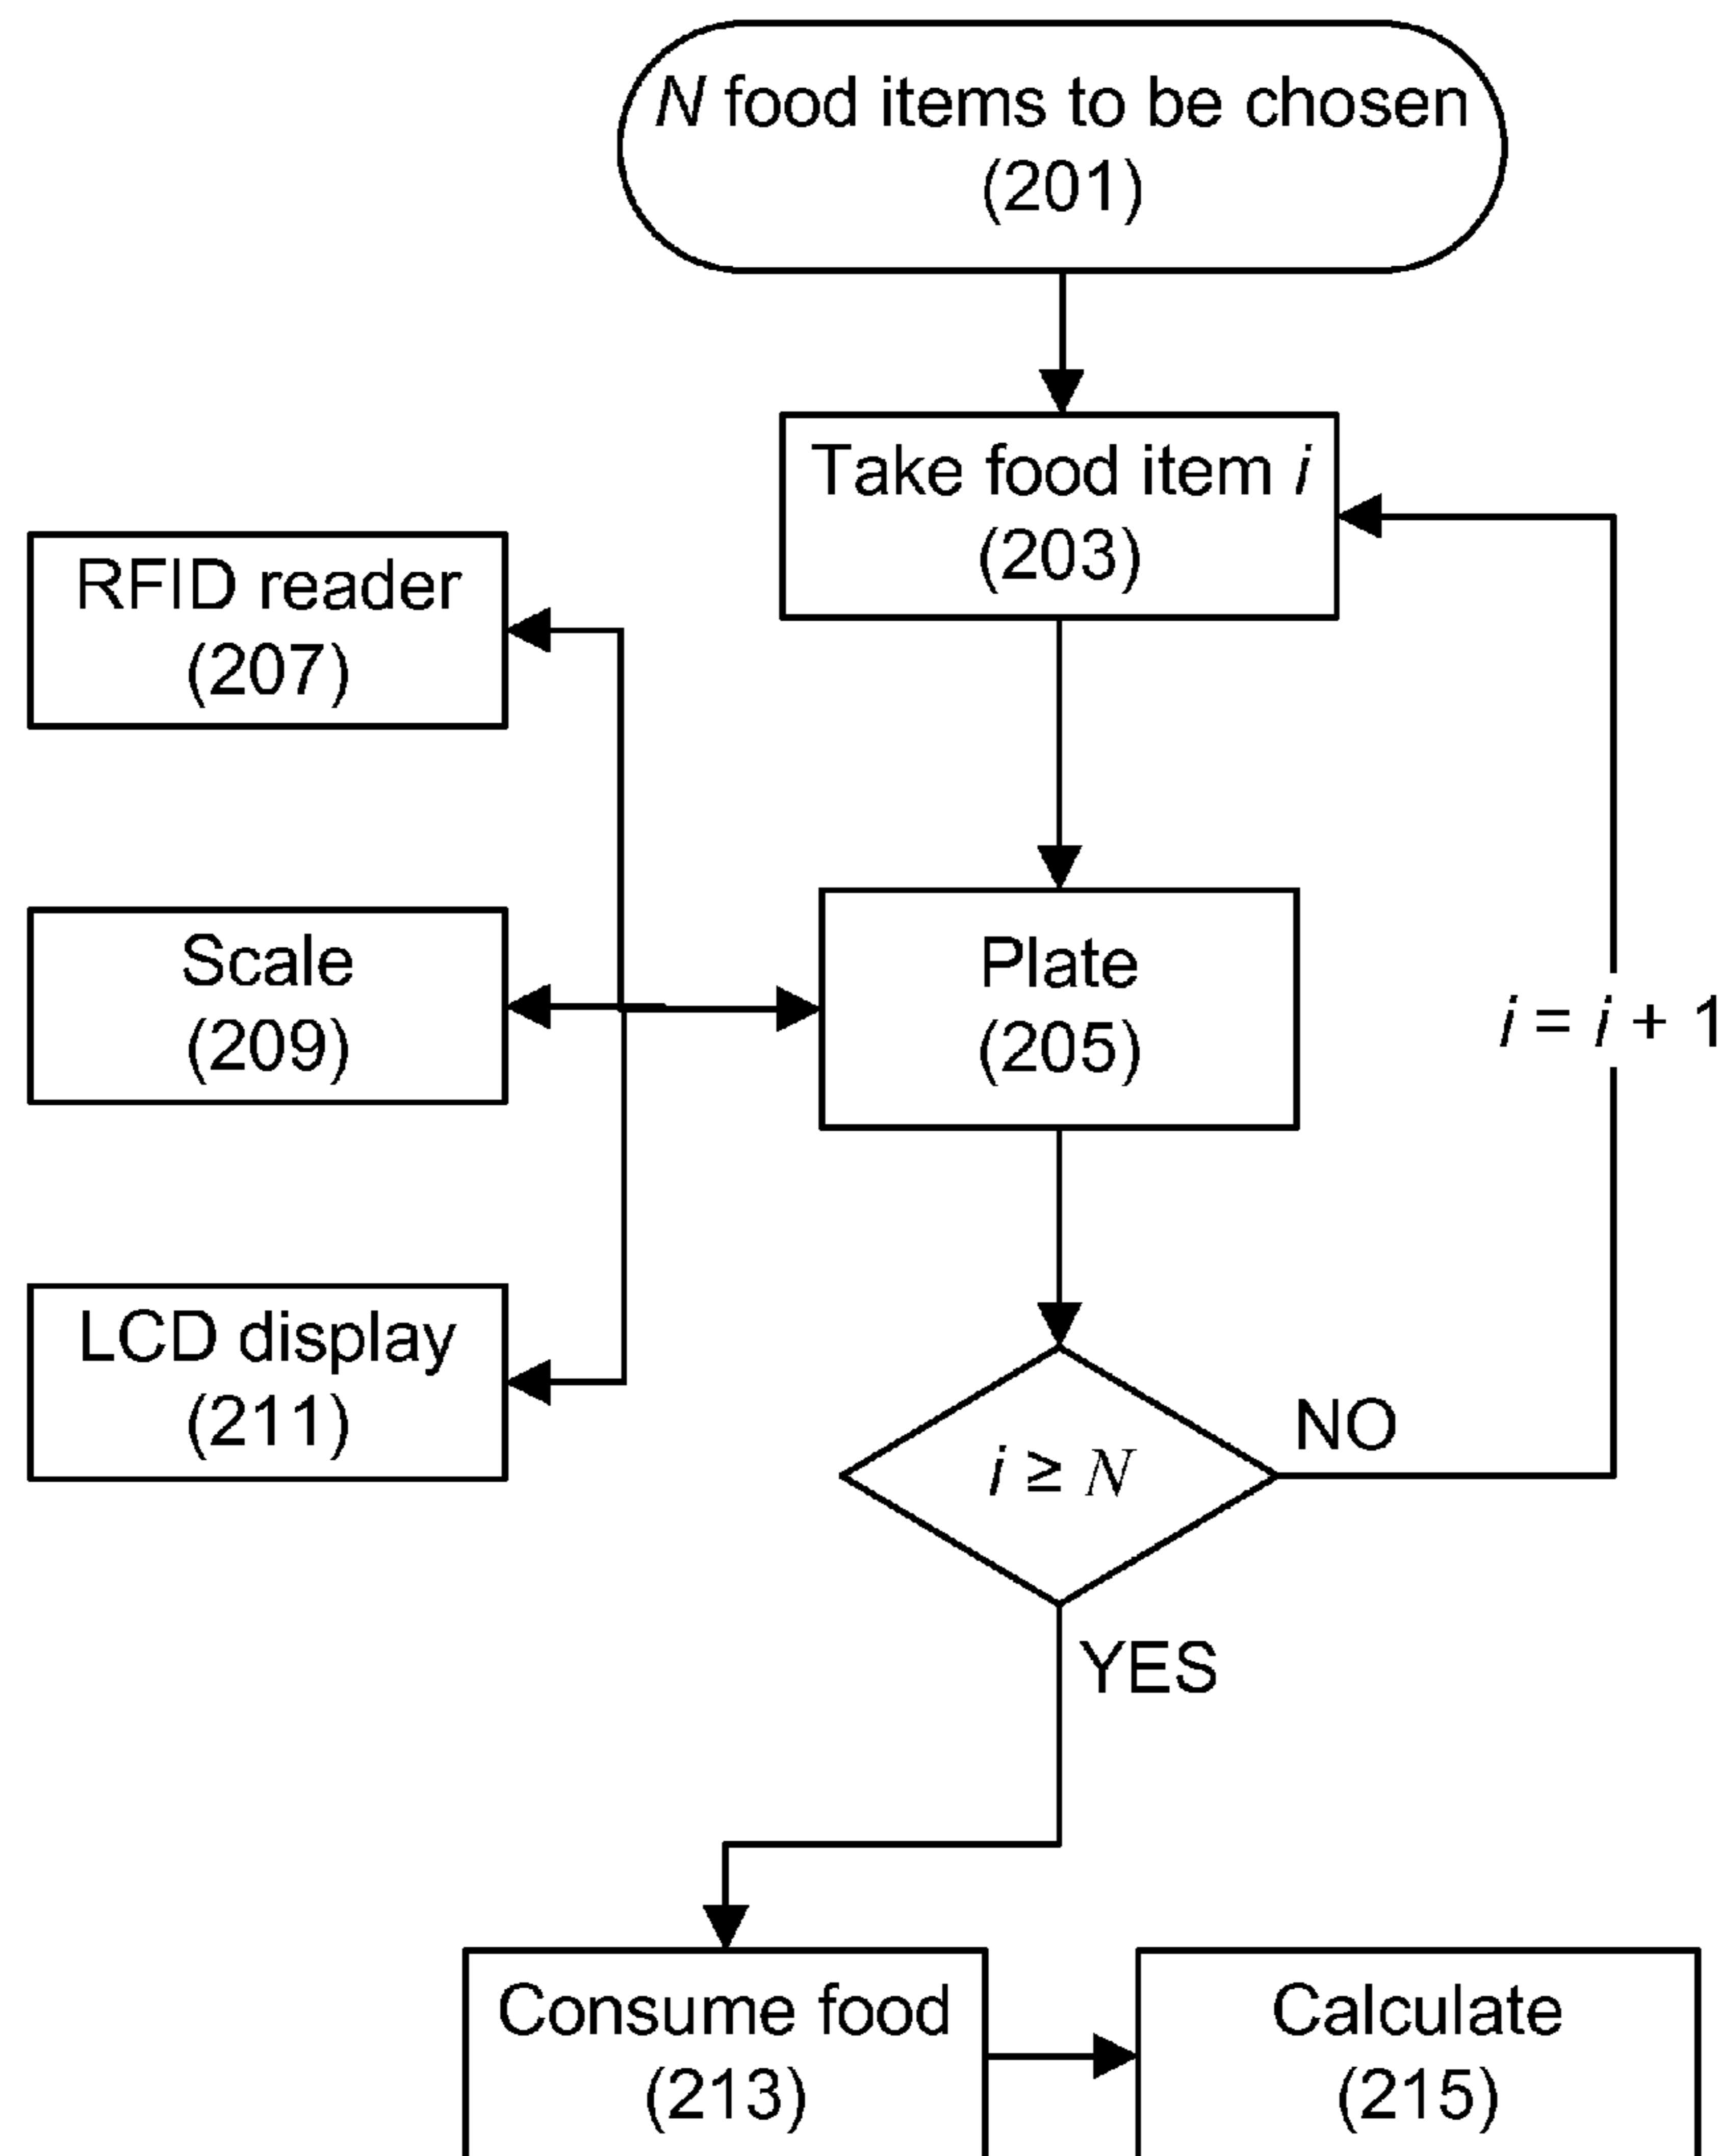 N food items to be chosen
(201)
Take food item i
(203)
RFID reader
(207)
Scale
(209)
Plate
(205)
i = i + 1
LCD display
(211)
i ≥ N
NO
YES
Consume food
(213)
Calculate
(215)